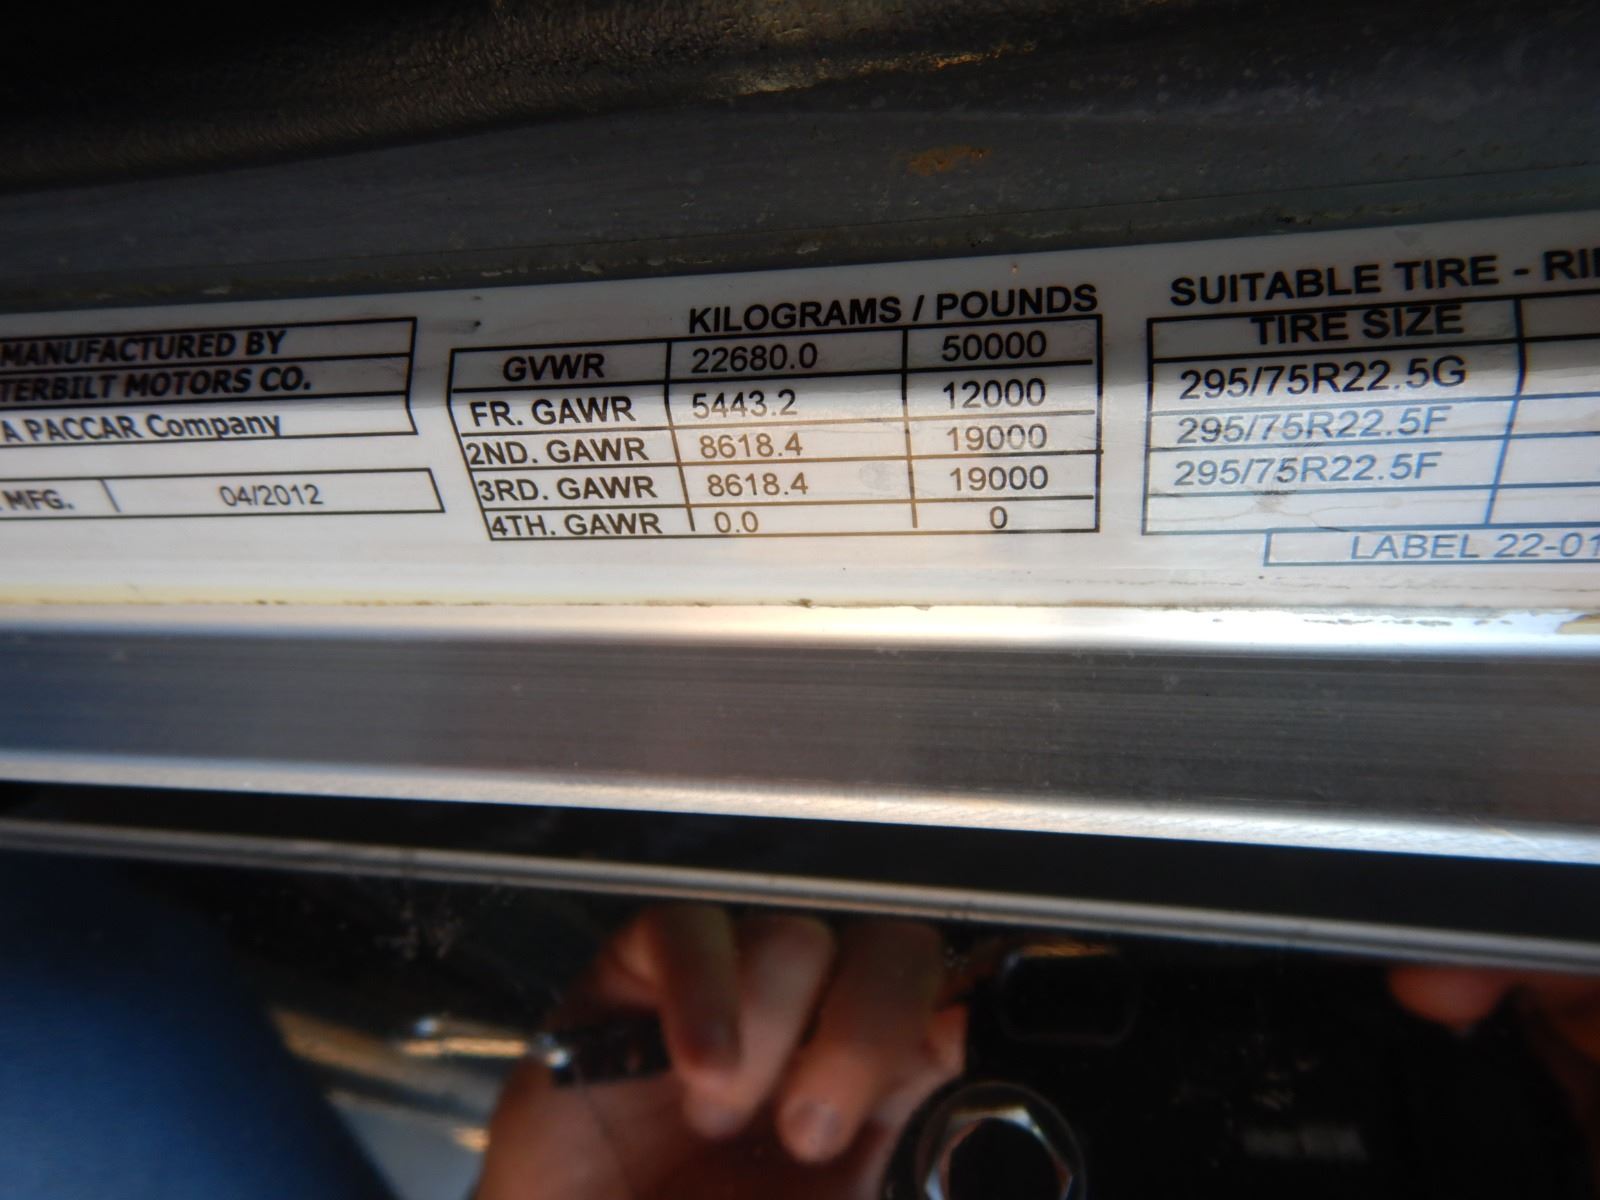 MANUFACTURED BY
TERBILT MOTORS CO.
A PACCAR Company
MFG. 04/2012
KILOGRAMS / POUNDS
GVWR 22680.0 50000
FR. GAWR 5443.2 12000
2ND. GAWR 8618.4 19000
3RD. GAWR 8618.4 19000
4TH. GAWR 0.0 0
SUITABLE TIRE - RI
TIRE SIZE
295/75R22.5G
295/75R22.5F
295/75R22.5F
LABEL 22-01